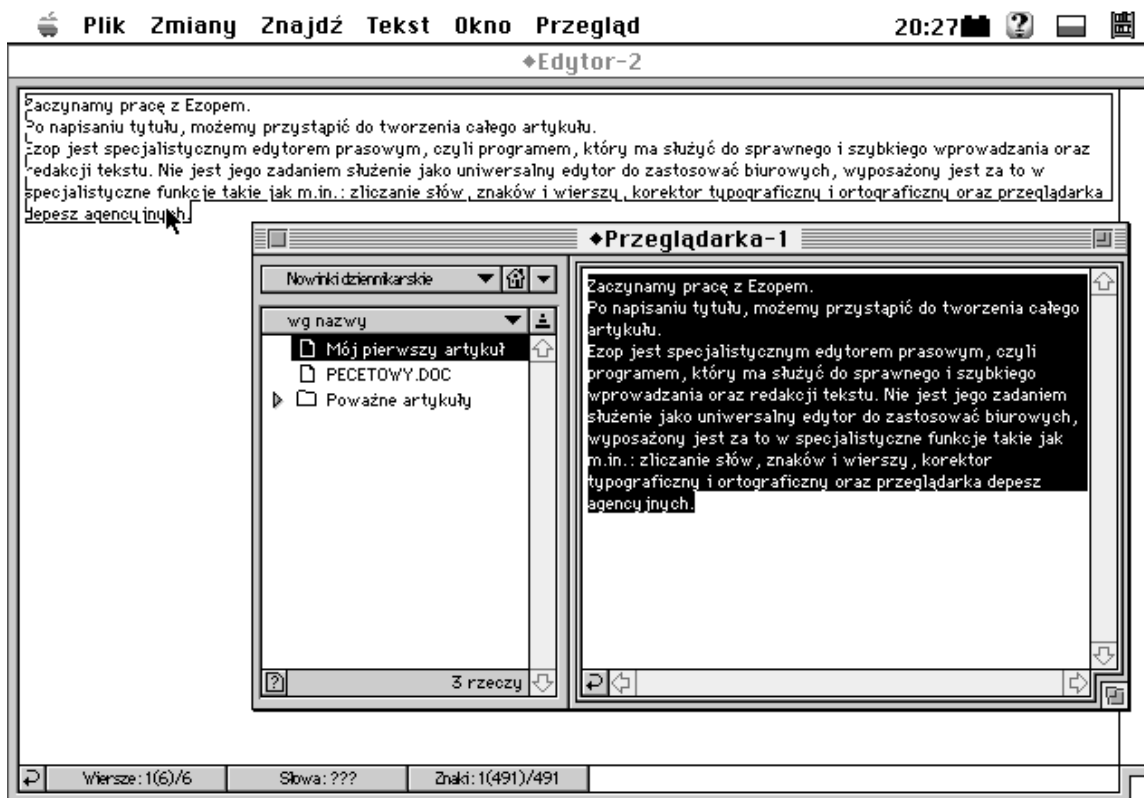 Plik Zmiany Znajdź Tekst Okno Przegląd 20:27
◆Edytor-2
Zaczynamy pracę z Ezopem.
Po napisaniu tytułu, możemy przystąpić do tworzenia całego artykułu.
Ezop jest specjalistycznym edytorem prasowym, czyli programem, który ma służyć do sprawnego i szybkiego wprowadzania oraz
redakcji tekstu. Nie jest jego zadaniem służenie jako uniwersalny edytor do zastosować biurowych, wyposażony jest za to w
specjalistyczne funkcje takie jak m.in.: zliczanie słów, znaków i wierszy, korektor typograficzny i ortograficzny oraz przeglądarka
depesz agencyjnych.
◆Przeglądarka-1
Nowinki dziennikarskie
wg nazwy
Mój pierwszy artykuł
PECETOWY.DOC
Poważne artykuły
3 rzeczy
Zaczynamy pracę z Ezopem.
Po napisaniu tytułu, możemy przystąpić do tworzenia całego
artykułu.
Ezop jest specjalistycznym edytorem prasowym, czyli
programem, który ma służyć do sprawnego i szybkiego
wprowadzania oraz redakcji tekstu. Nie jest jego zadaniem
służenie jako uniwersalny edytor do zastosować biurowych,
wyposażony jest za to w specjalistyczne funkcje takie jak
m.in.: zliczanie słów, znaków i wierszy, korektor
typograficzny i ortograficzny oraz przeglądarka depesz
agencyjnych.
Wiersze: 1(6)/6 Słowa: ??? Znaki: 1(491)/491